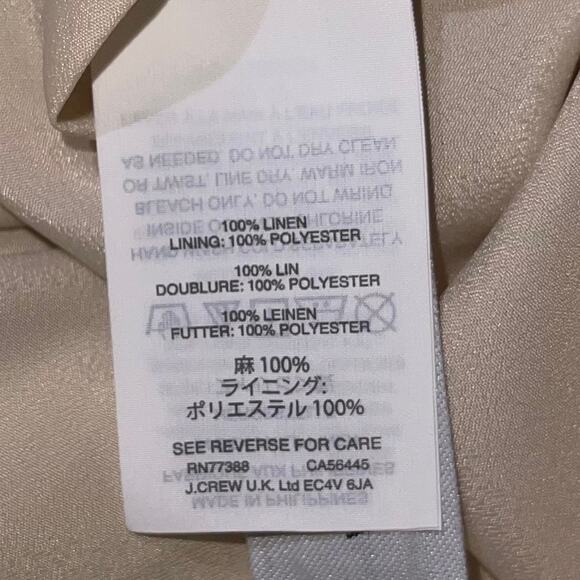 100% LINEN
LINING: 100% POLYESTER
100% LIN
DOUBLURE: 100% POLYESTER
100% LEINEN
FUTTER: 100% POLYESTER
麻 100%
ライニング:
ポリエステル 100%
SEE REVERSE FOR CARE
RN77388 CA56445
J.CREW U.K. Ltd EC4V 6JA